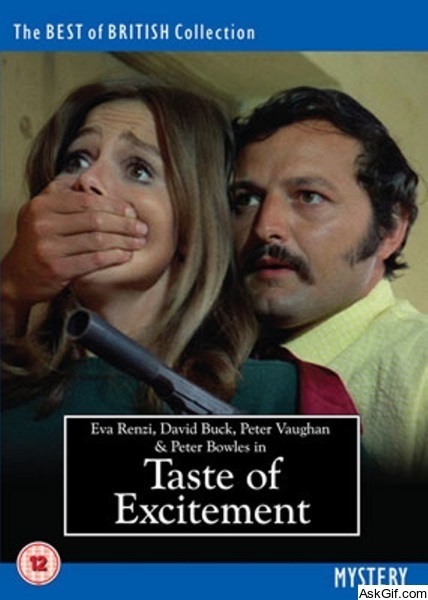 The BEST of BRITISH Collection
Eva Renzi, David Buck, Peter Vaughan
& Peter Bowles in
Taste of
Excitement
12
MYSTERY
AskGif.com